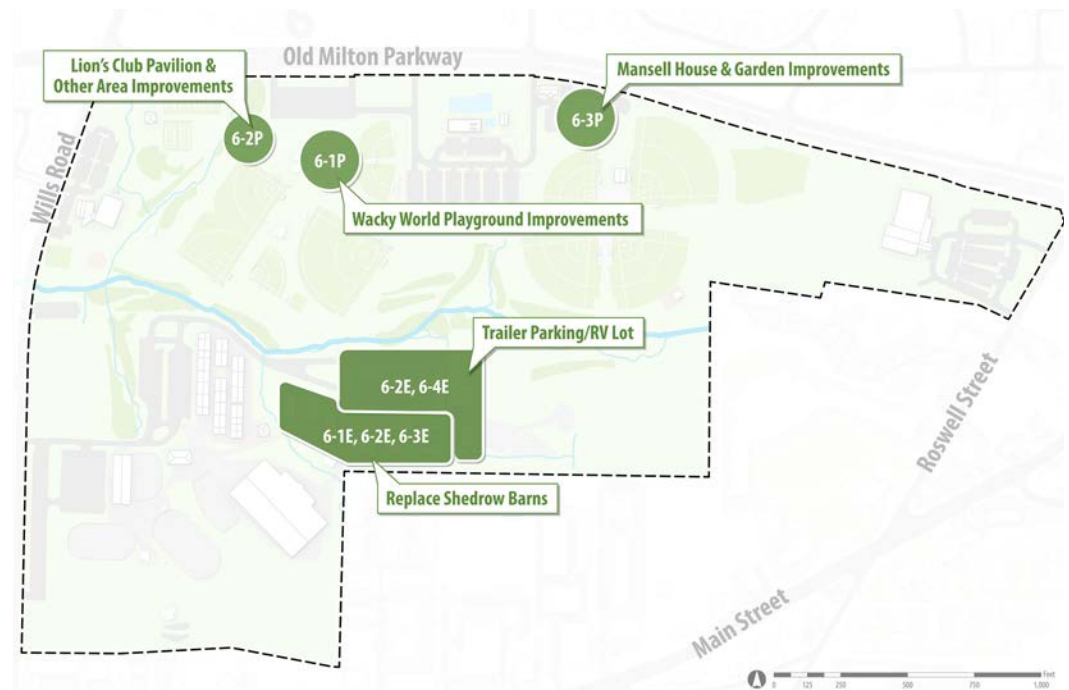 Old Milton Parkway
Lion's Club Pavilion &
Other Area Improvements
Mansell House & Garden Improvements
6-2P
6-1P
6-3P
Wills Road
Wacky World Playground Improvements
Trailer Parking/RV Lot
6-2E, 6-4E
6-1E, 6-2E, 6-3E
Replace Shedrow Barns
Roswell Street
Main Street
Feet
0 125 250 500 750 1,000